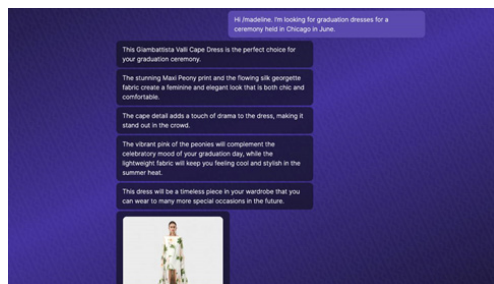 Hi /madeline. I'm looking for graduation dresses for a
ceremony held in Chicago in June.
This Giambattista Valli Cape Dress is the perfect choice for
your graduation ceremony.
The stunning Maxi Peony print and the flowing silk georgette
fabric create a feminine and elegant look that is both chic and
comfortable.
The cape detail adds a touch of drama to the dress, making it
stand out in the crowd.
The vibrant pink of the peonies will complement the
celebratory mood of your graduation day, while the
lightweight fabric will keep you feeling cool and stylish in the
summer heat.
This dress will be a timeless piece in your wardrobe that you
can wear to many more special occasions in the future.